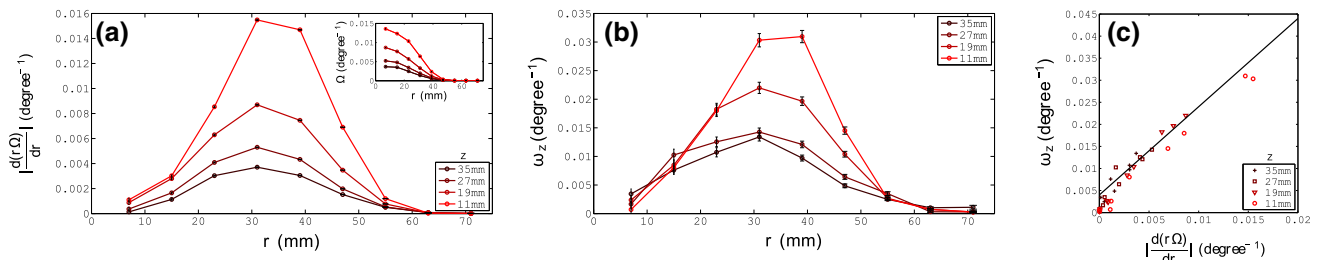 (a)
|d(rΩ)/dr| (degree⁻¹)
0.016
0.014
0.012
0.01
0.008
0.006
0.004
0.002
0
0 10 20 30 40 50 60 70
r (mm)
z
35mm
27mm
19mm
11mm
Ω (degree⁻¹)
0.015
0.01
0.005
0
0 20 40 60
r (mm)
(b)
ω_z (degree⁻¹)
0.035
0.03
0.025
0.02
0.015
0.01
0.005
0
0 10 20 30 40 50 60 70
r (mm)
35mm
27mm
19mm
11mm
(c)
ω_z (degree⁻¹)
0.045
0.04
0.035
0.03
0.025
0.02
0.015
0.01
0.005
0
0 0.005 0.01 0.015 0.02
|d(rΩ)/dr| (degree⁻¹)
z
35mm
27mm
19mm
11mm